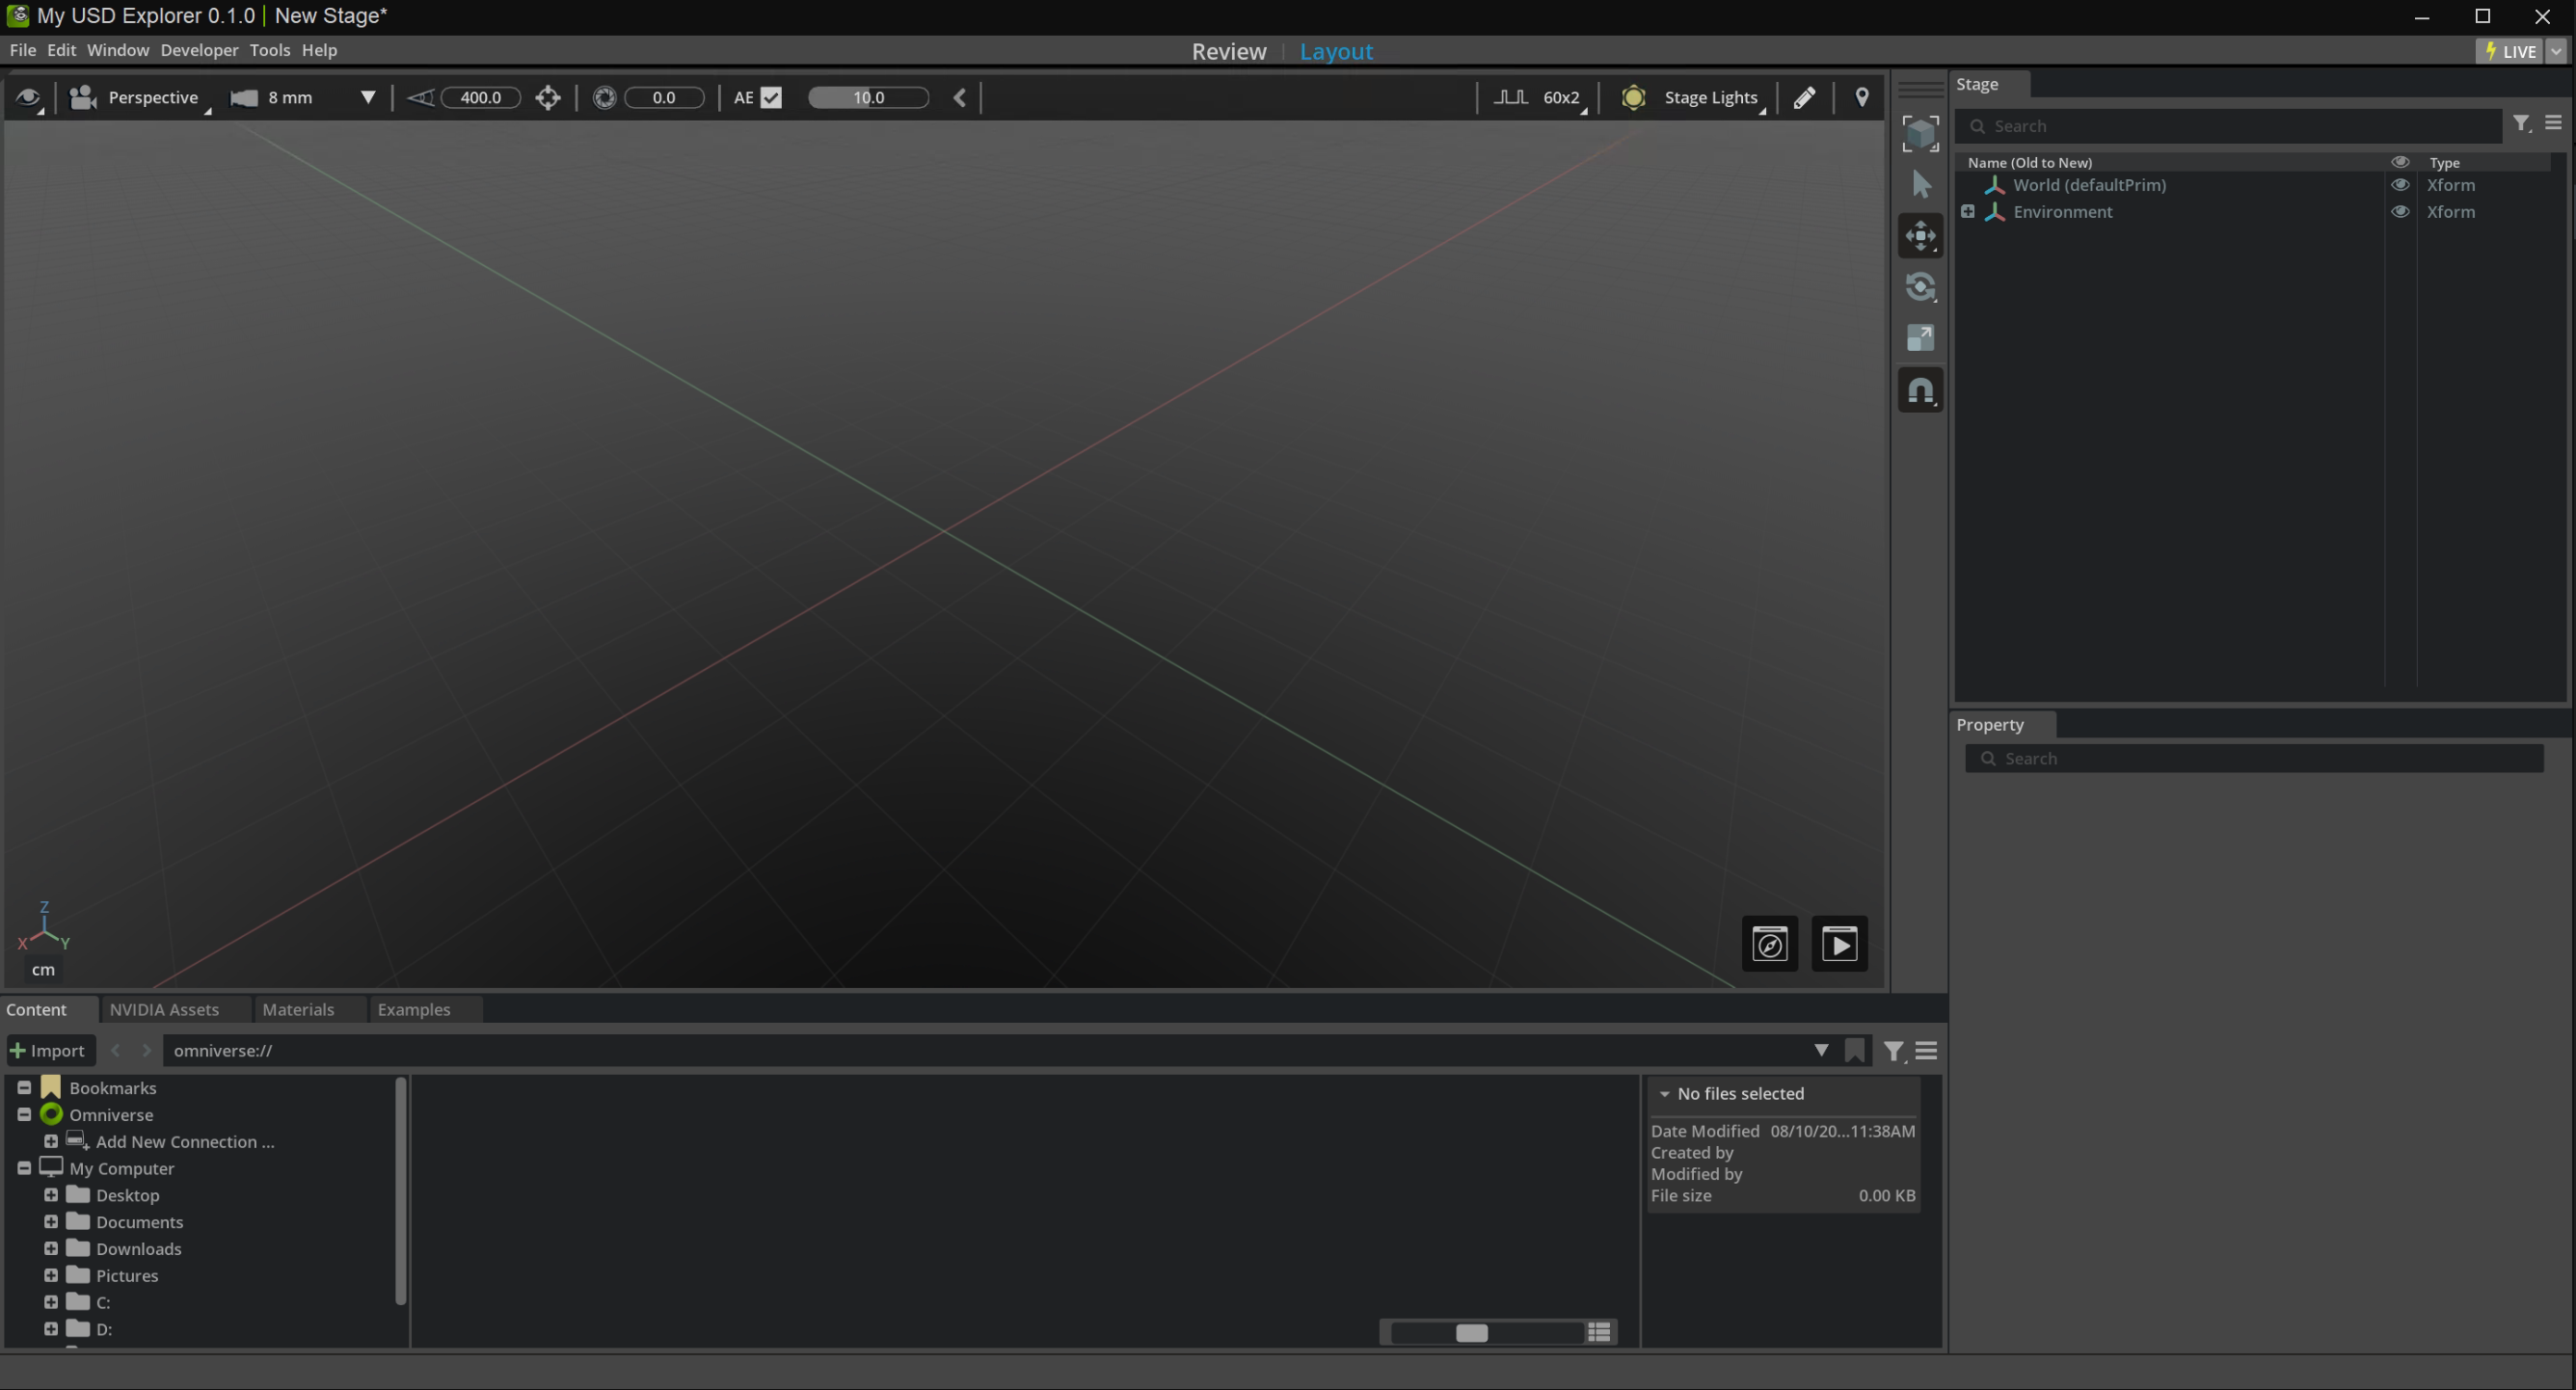 My USD Explorer 0.1.0 | New Stage*
File Edit Window Developer Tools Help
Review Layout
LIVE
Perspective 8 mm 400.0 0.0 AE 10.0
60x2 Stage Lights
Stage
Search
Name (Old to New) Type
World (defaultPrim) Xform
Environment Xform
Property
Search
Z
X Y
cm
Content NVIDIA Assets Materials Examples
Import omniverse://
Bookmarks
Omniverse
Add New Connection ...
My Computer
Desktop
Documents
Downloads
Pictures
C:
D:
No files selected
Date Modified 08/10/20...11:38AM
Created by
Modified by
File size 0.00 KB